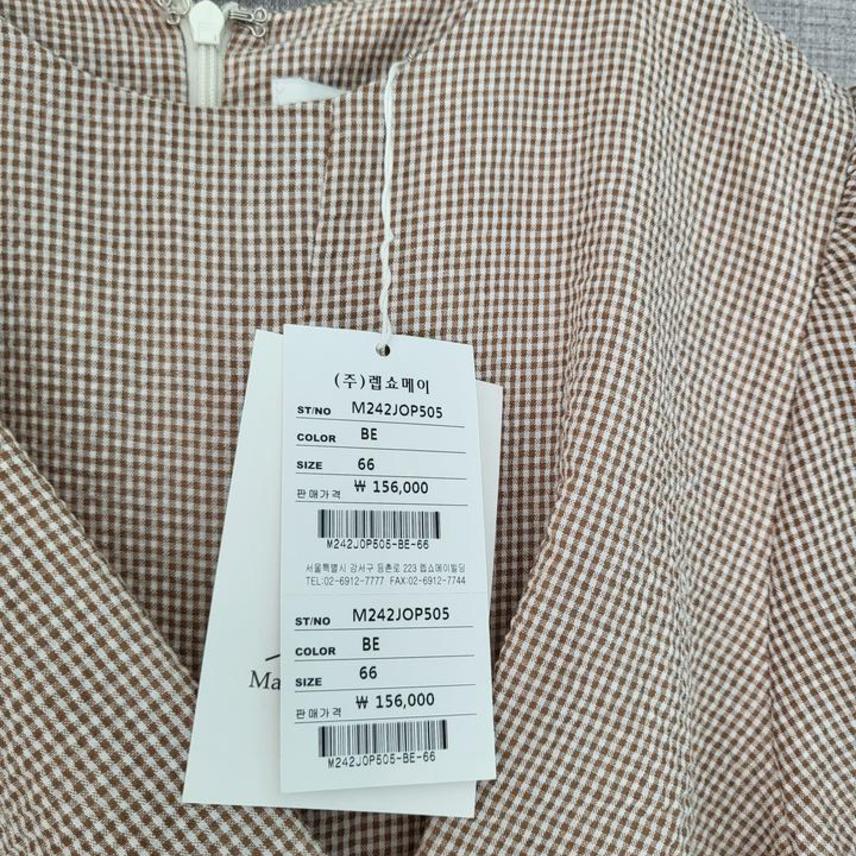 (주)렙쇼메이
ST/NO M242JOP505
COLOR BE
SIZE 66
판매가격 ₩ 156,000
M242JOP505-BE-66
서울특별시 강서구 등촌로 223 렙쇼메이빌딩
TEL:02-6912-7777 FAX:02-6912-7744
ST/NO M242JOP505
COLOR BE
SIZE 66
판매가격 ₩ 156,000
M242JOP505-BE-66
Ma